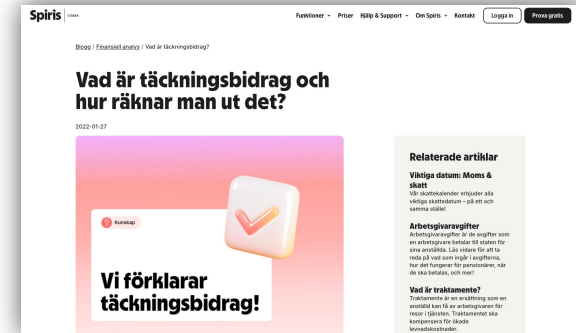 Spiris | VISMA
Funktioner Priser Hjälp & Support Om Spiris Kontakt Logga in Prova gratis
Blogg / Finansiell analys / Vad är täckningsbidrag?
Vad är täckningsbidrag och
hur räknar man ut det?
2022-01-27
Kunskap
Vi förklarar
täckningsbidrag!
Relaterade artiklar
Viktiga datum: Moms &
skatt
Vår skattekalender erbjuder alla
viktiga skattedatum – på ett och
samma ställe!
Arbetsgivaravgifter
Arbetsgivaravgifter är de avgifter som
en arbetsgivare betalar till staten för
sina anställda. Läs vidare för att ta
reda på vad som ingår i avgifterna,
hur det fungerar för pensionärer, när
de ska betalas, och mer!
Vad är traktamente?
Traktamente är en ersättning som en
anställd kan få av arbetsgivaren för
resor i tjänsten. Traktamentet ska
kompensera för ökade
levnadskostnader.